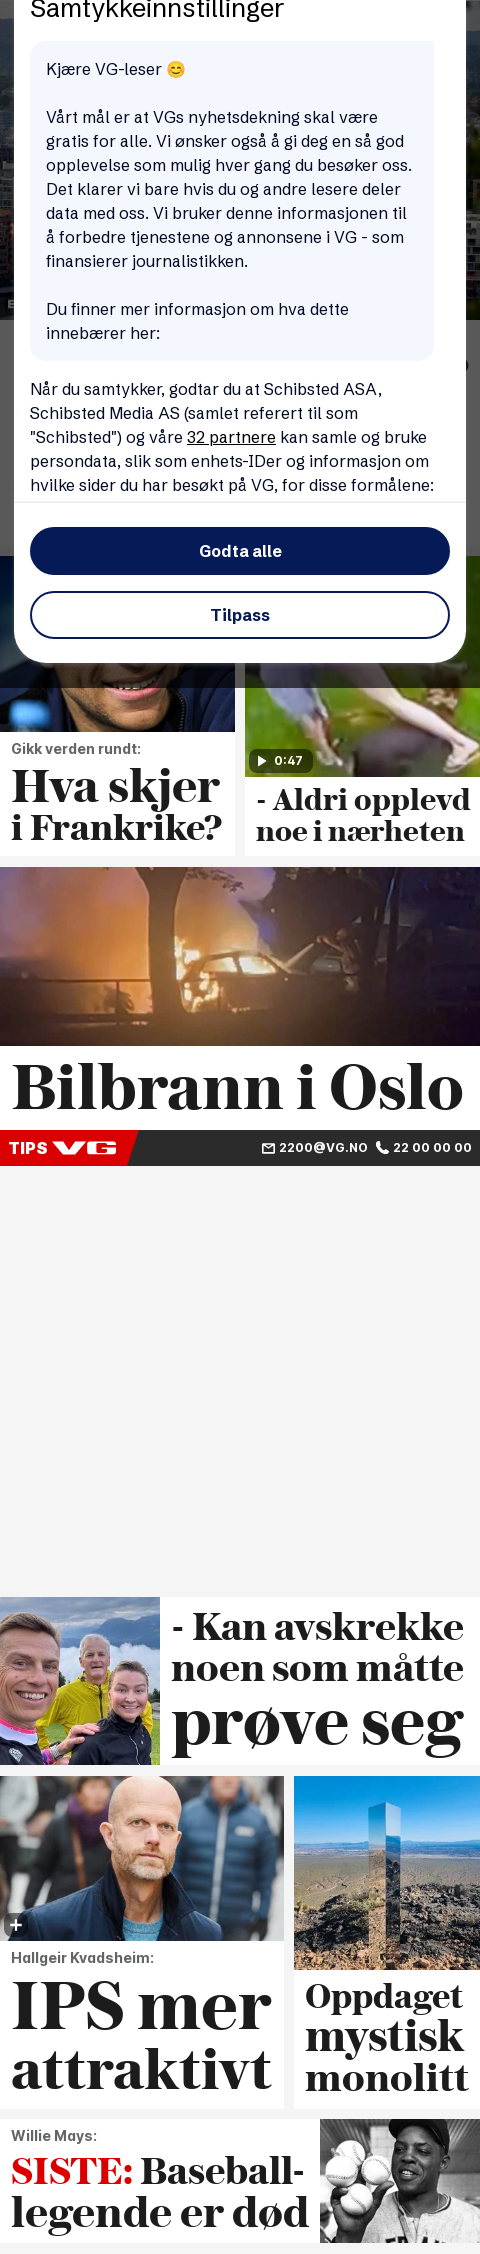 Samtykkeinnstillinger
Kjære VG-leser 😊
Vårt mål er at VGs nyhetsdekning skal være
gratis for alle. Vi ønsker også å gi deg en så god
opplevelse som mulig hver gang du besøker oss.
Det klarer vi bare hvis du og andre lesere deler
data med oss. Vi bruker denne informasjonen til
å forbedre tjenestene og annonsene i VG - som
finansierer journalistikken.
Du finner mer informasjon om hva dette
innebærer her:
Når du samtykker, godtar du at Schibsted ASA,
Schibsted Media AS (samlet referert til som
"Schibsted") og våre 32 partnere kan samle og bruke
persondata, slik som enhets-IDer og informasjon om
hvilke sider du har besøkt på VG, for disse formålene:
Godta alle
Tilpass
Gikk verden rundt:
Hva skjer
i Frankrike?
0:47
- Aldri opplevd
noe i nærheten
Bilbrann i Oslo
TIPS VG 2200@VG.NO 22 00 00 00
- Kan avskrekke
noen som måtte
prøve seg
Hallgeir Kvadsheim:
IPS mer
attraktivt
Oppdaget
mystisk
monolitt
Willie Mays:
SISTE: Baseball-
legende er død